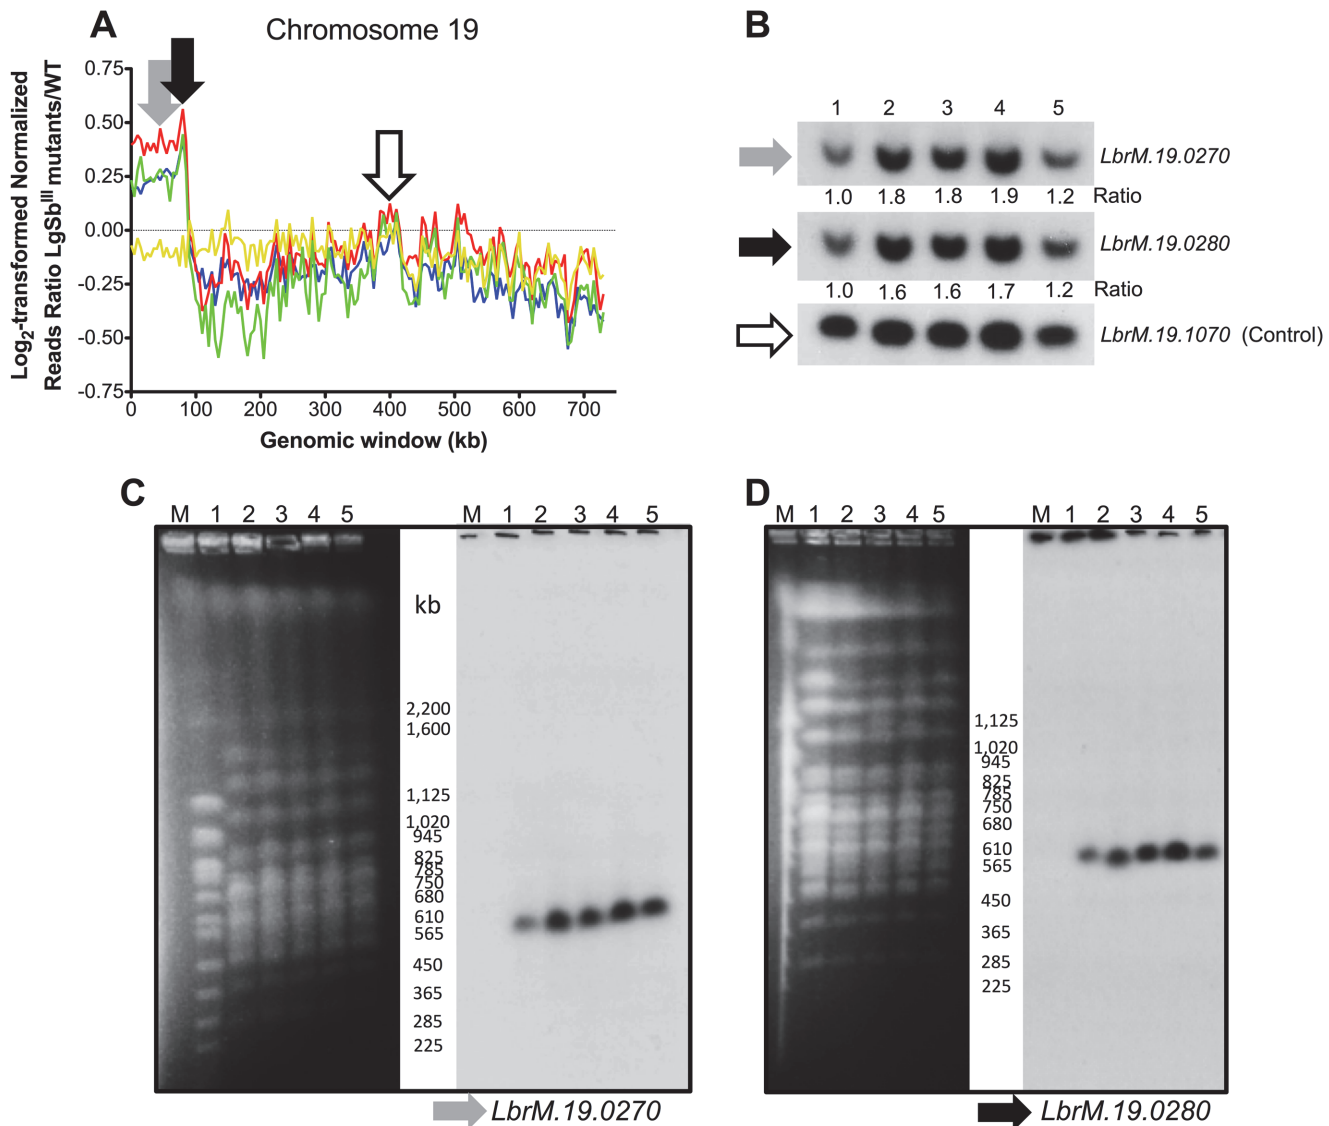 A
Chromosome 19
Log2-transformed Normalized
Reads Ratio LgSbIII mutants/WT
0.75
0.50
0.25
0.00
-0.25
-0.50
-0.75
0 100 200 300 400 500 600 700
Genomic window (kb)
B
1 2 3 4 5
LbrM.19.0270
1.0 1.8 1.8 1.9 1.2 Ratio
LbrM.19.0280
1.0 1.6 1.6 1.7 1.2 Ratio
LbrM.19.1070 (Control)
C
M 1 2 3 4 5
M 1 2 3 4 5
kb
2,200
1,600
1,125
1,020
945
825
785
750
680
610
565
450
365
285
225
LbrM.19.0270
D
M 1 2 3 4 5
M 1 2 3 4 5
1,125
1,020
945
825
785
750
680
610
565
450
365
285
225
LbrM.19.0280